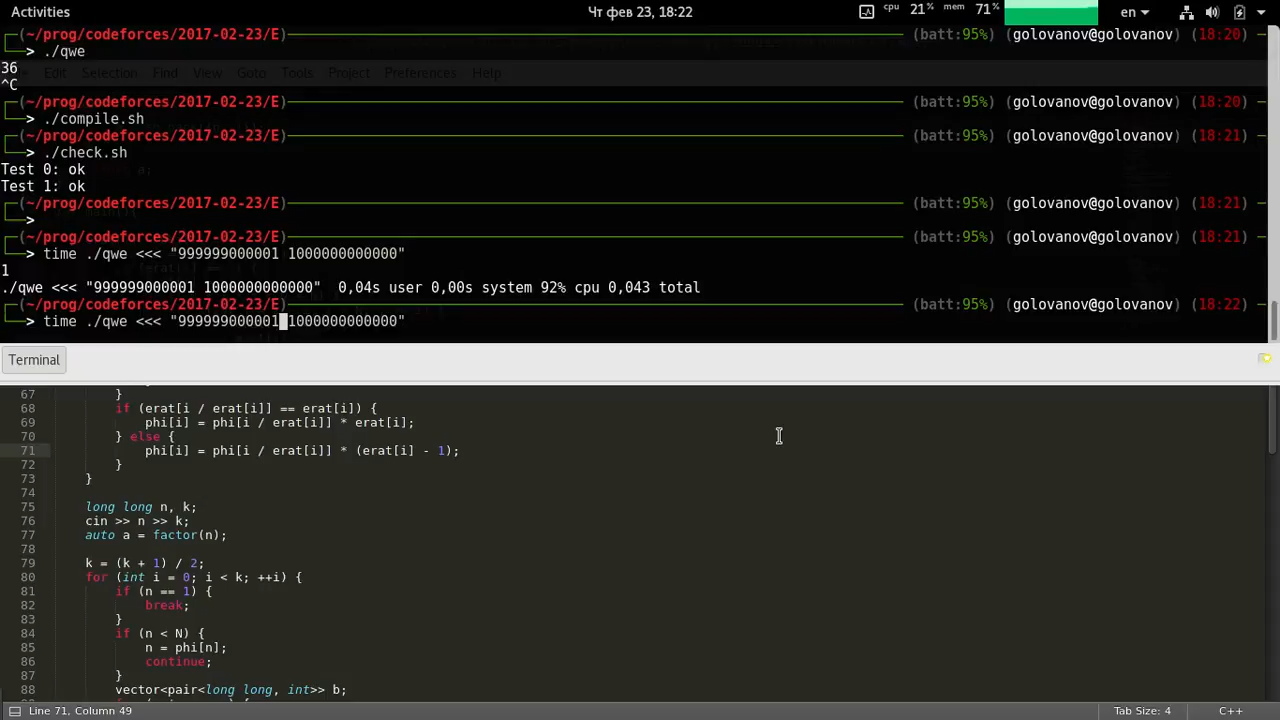 Activities Чт фев 23, 18:22 cpu 21% mem 71% en
┌─(~/prog/codeforces/2017-02-23/E)─(batt:95%) (golovanov@golovanov) (18:20)─
└──> ./qwe
36
Edit Selection Find View Goto Tools Project Preferences Help
^C
┌─(~/prog/codeforces/2017-02-23/E)─(batt:95%) (golovanov@golovanov) (18:20)─
└──> ./compile.sh
┌─(~/prog/codeforces/2017-02-23/E)─(batt:95%) (golovanov@golovanov) (18:21)─
└──> ./check.sh
Test 0: ok
Test 1: ok
┌─(~/prog/codeforces/2017-02-23/E)─(batt:95%) (golovanov@golovanov) (18:21)─
└──>
┌─(~/prog/codeforces/2017-02-23/E)─(batt:95%) (golovanov@golovanov) (18:21)─
└──> time ./qwe <<< "999999000001 1000000000000"
1
./qwe <<< "999999000001 1000000000000"  0,04s user 0,00s system 92% cpu 0,043 total
┌─(~/prog/codeforces/2017-02-23/E)─(batt:95%) (golovanov@golovanov) (18:22)─
└──> time ./qwe <<< "999999000001 1000000000000"
Terminal
67 }
68 if (erat[i / erat[i]] == erat[i]) {
69 phi[i] = phi[i / erat[i]] * erat[i];
70 } else {
71 phi[i] = phi[i / erat[i]] * (erat[i] - 1);
72 }
73 }
74
75 long long n, k;
76 cin >> n >> k;
77 auto a = factor(n);
78
79 k = (k + 1) / 2;
80 for (int i = 0; i < k; ++i) {
81 if (n == 1) {
82 break;
83 }
84 if (n < N) {
85 n = phi[n];
86 continue;
87 }
88 vector<pair<long long, int>> b;
Line 71, Column 49 Tab Size: 4 C++